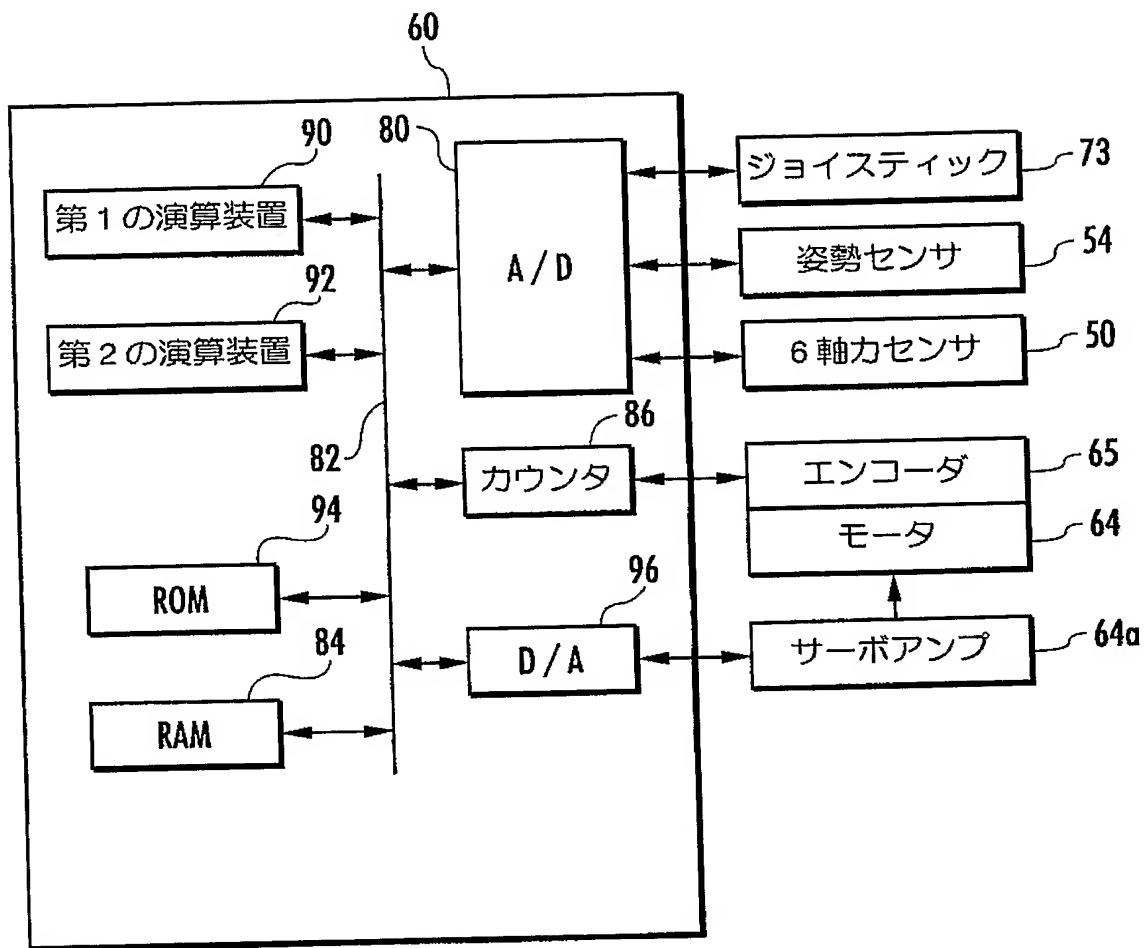 60
90
80
ジョイスティック
73
第1の演算装置
A/D
姿勢センサ
54
92
第2の演算装置
6軸力センサ
50
86
82
カウンタ
エンコーダ
65
モータ
64
94
ROM
96
D/A
サーボアンプ
64a
84
RAM